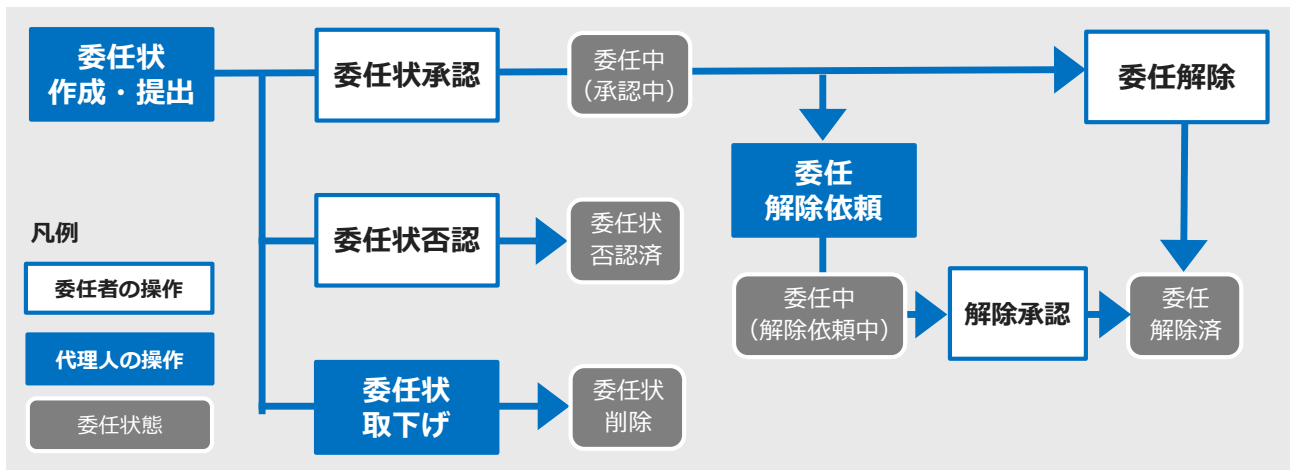 委任状
作成・提出
委任状承認
委任中
（承認中）
委任解除
委任
解除依頼
委任状否認
委任状
否認済
凡例
委任者の操作
代理人の操作
委任状態
委任中
（解除依頼中）
解除承認
委任
解除済
委任状
取下げ
委任状
削除